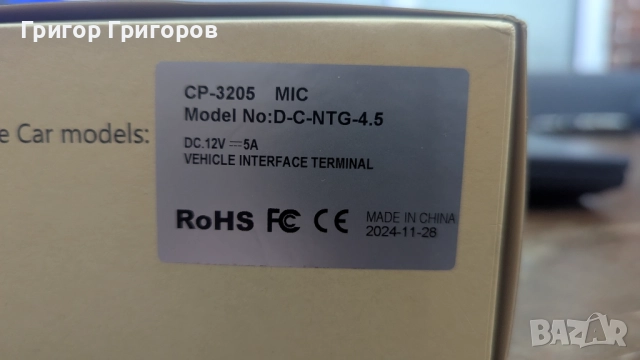 Григор Григоров
CP-3205 MIC
Model No:D-C-NTG-4.5
e Car models:
DC.12V ⎓5A
VEHICLE INTERFACE TERMINAL
RoHS FC CE MADE IN CHINA
2024-11-28
BAZAR